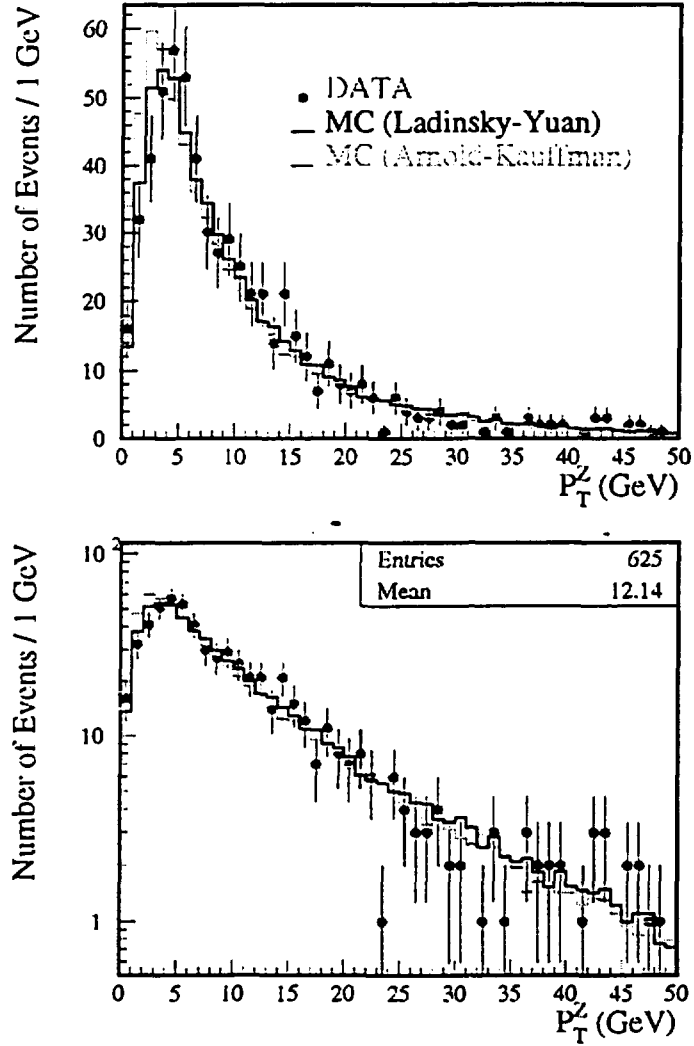 Number of Events / 1 GeV
60
50
40
30
20
10
0
DATA
MC (Ladinsky-Yuan)
MC (Arnold-Kauffman)
0 5 10 15 20 25 30 35 40 45 50
P_T^Z (GeV)
Number of Events / 1 GeV
10^2
10
1
Entries 625
Mean 12.14
0 5 10 15 20 25 30 35 40 45 50
P_T^Z (GeV)